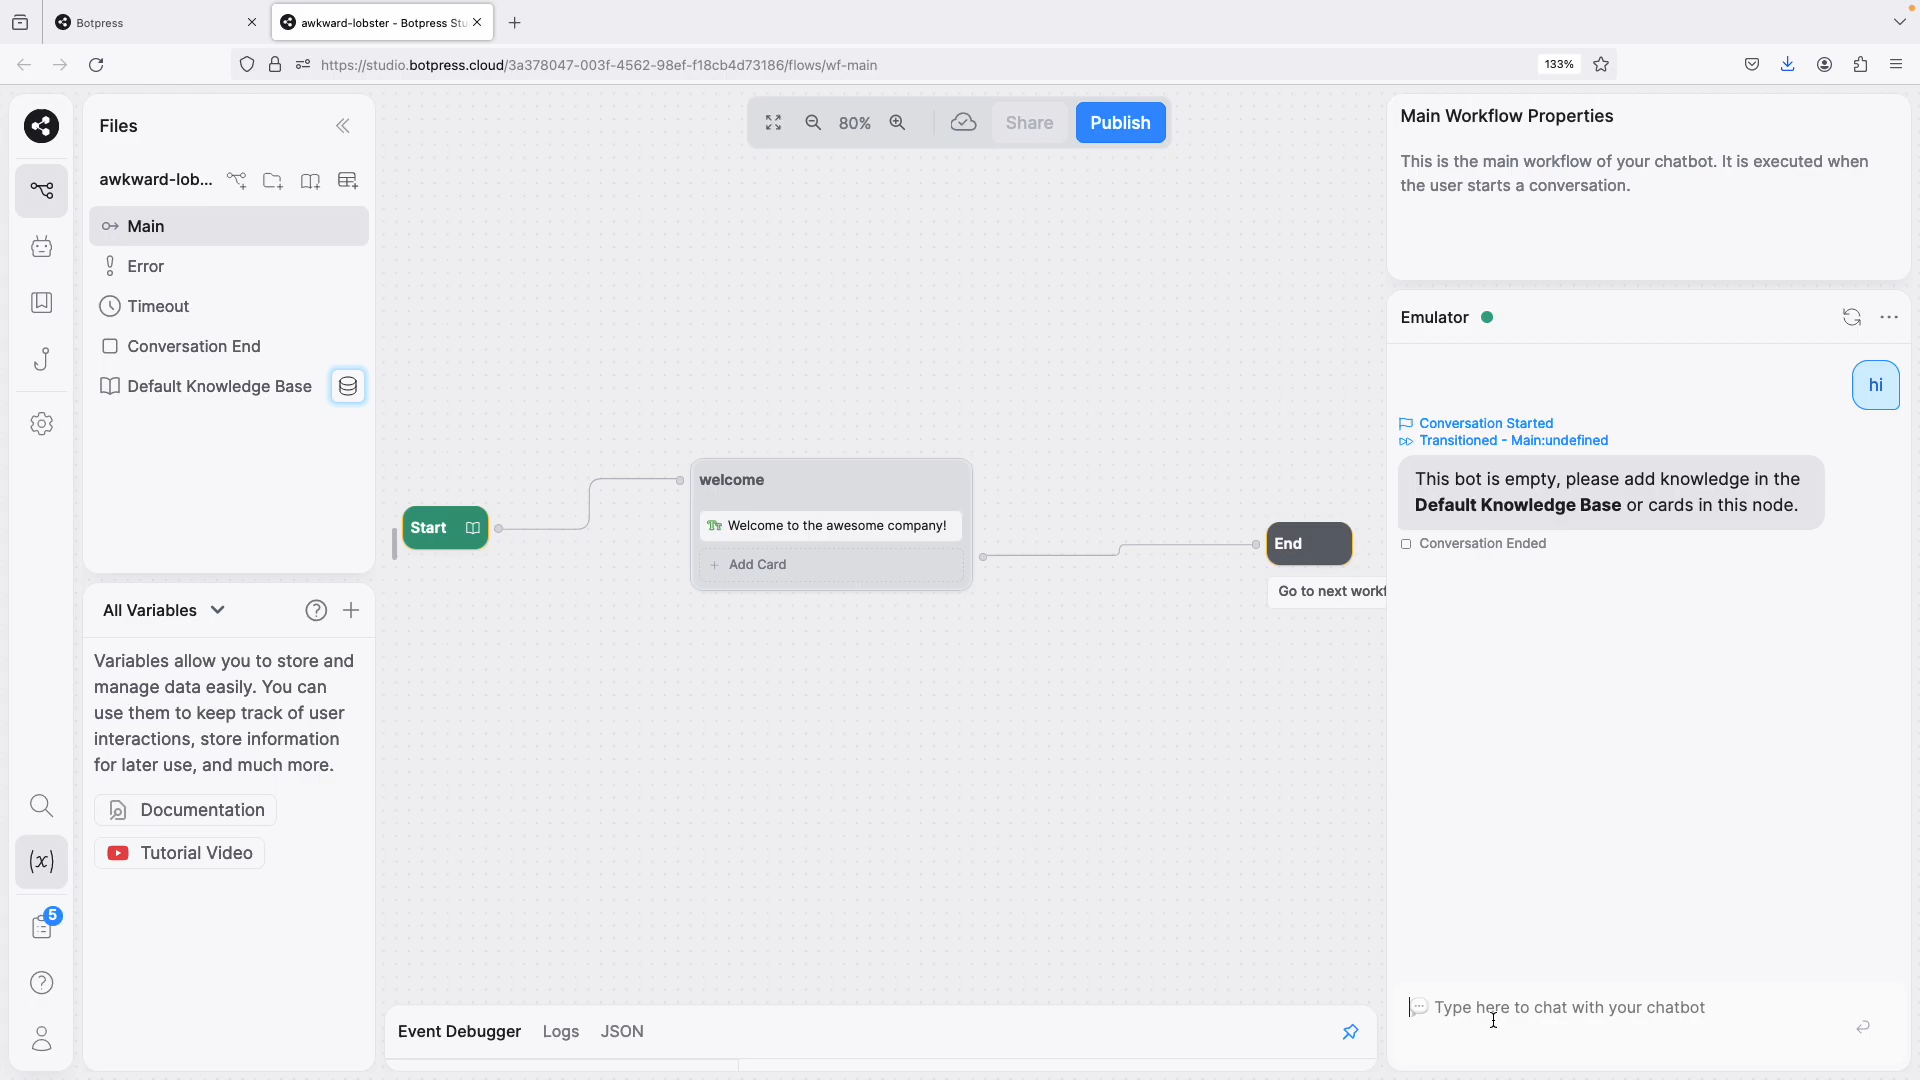 Botpress
awkward-lobster - Botpress Stu
https://studio.botpress.cloud/3a378047-003f-4562-98ef-f18cb4d73186/flows/wf-main
133%
Files
awkward-lob...
Main
Error
Timeout
Conversation End
Default Knowledge Base
All Variables
Variables allow you to store and
manage data easily. You can
use them to keep track of user
interactions, store information
for later use, and much more.
Documentation
Tutorial Video
(x)
5
80%
Share
Publish
Start
welcome
Tr Welcome to the awesome company!
+ Add Card
End
Go to next workf
Event Debugger
Logs
JSON
Main Workflow Properties
This is the main workflow of your chatbot. It is executed when
the user starts a conversation.
Emulator
hi
Conversation Started
Transitioned - Main:undefined
This bot is empty, please add knowledge in the
Default Knowledge Base or cards in this node.
Conversation Ended
Type here to chat with your chatbot